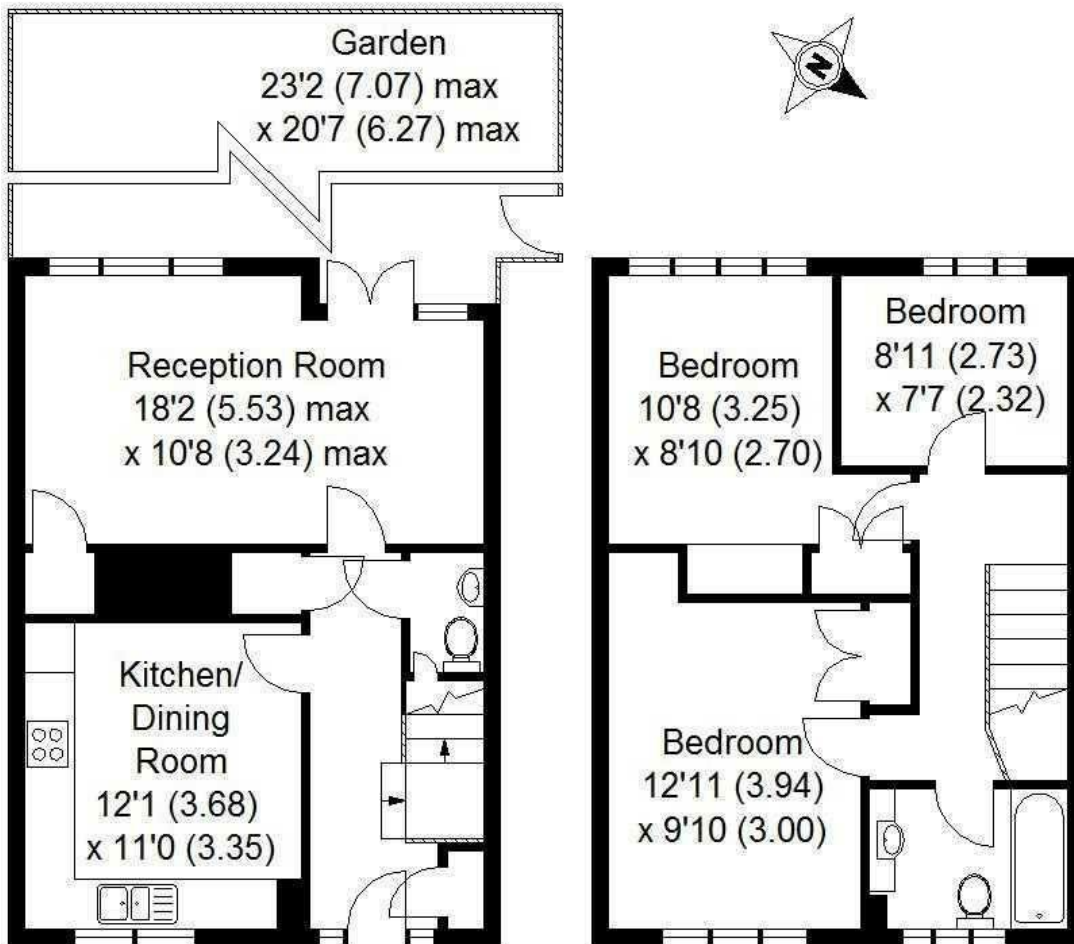 Garden
23'2 (7.07) max
x 20'7 (6.27) max
N
Reception Room
18'2 (5.53) max
x 10'8 (3.24) max
Kitchen/
Dining
Room
12'1 (3.68)
x 11'0 (3.35)
Bedroom
10'8 (3.25)
x 8'10 (2.70)
Bedroom
8'11 (2.73)
x 7'7 (2.32)
Bedroom
12'11 (3.94)
x 9'10 (3.00)